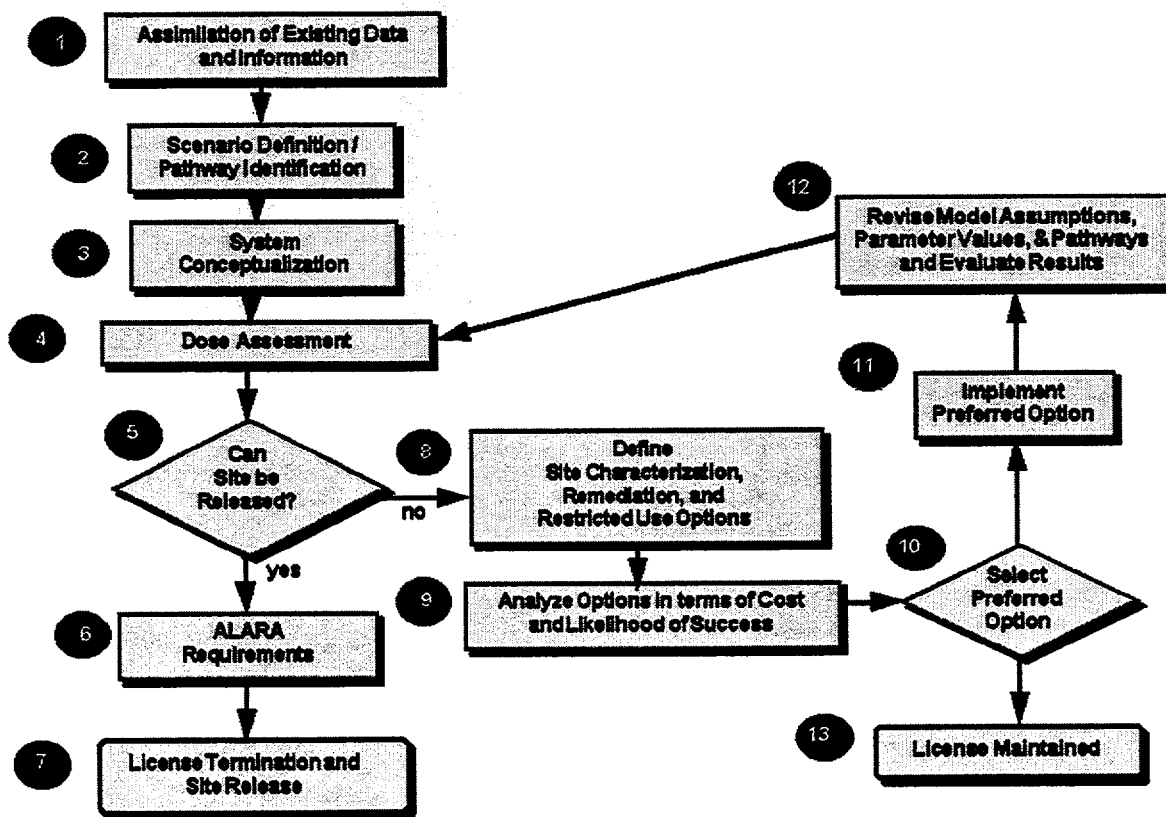 1
Assimilation of Existing Data
and Information
2
Scenario Definition /
Pathway Identification
3
System
Conceptualization
4
Dose Assessment
5
Can
Site be
Released?
no
yes
6
ALARA
Requirements
7
License Termination and
Site Release
8
Define
Site Characterization,
Remediation, and
Restricted Use Options
9
Analyze Options in terms of Cost
and Likelihood of Success
10
Select
Preferred
Option
11
Implement
Preferred Option
12
Revise Model Assumptions,
Parameter Values, & Pathways
and Evaluate Results
13
License Maintained